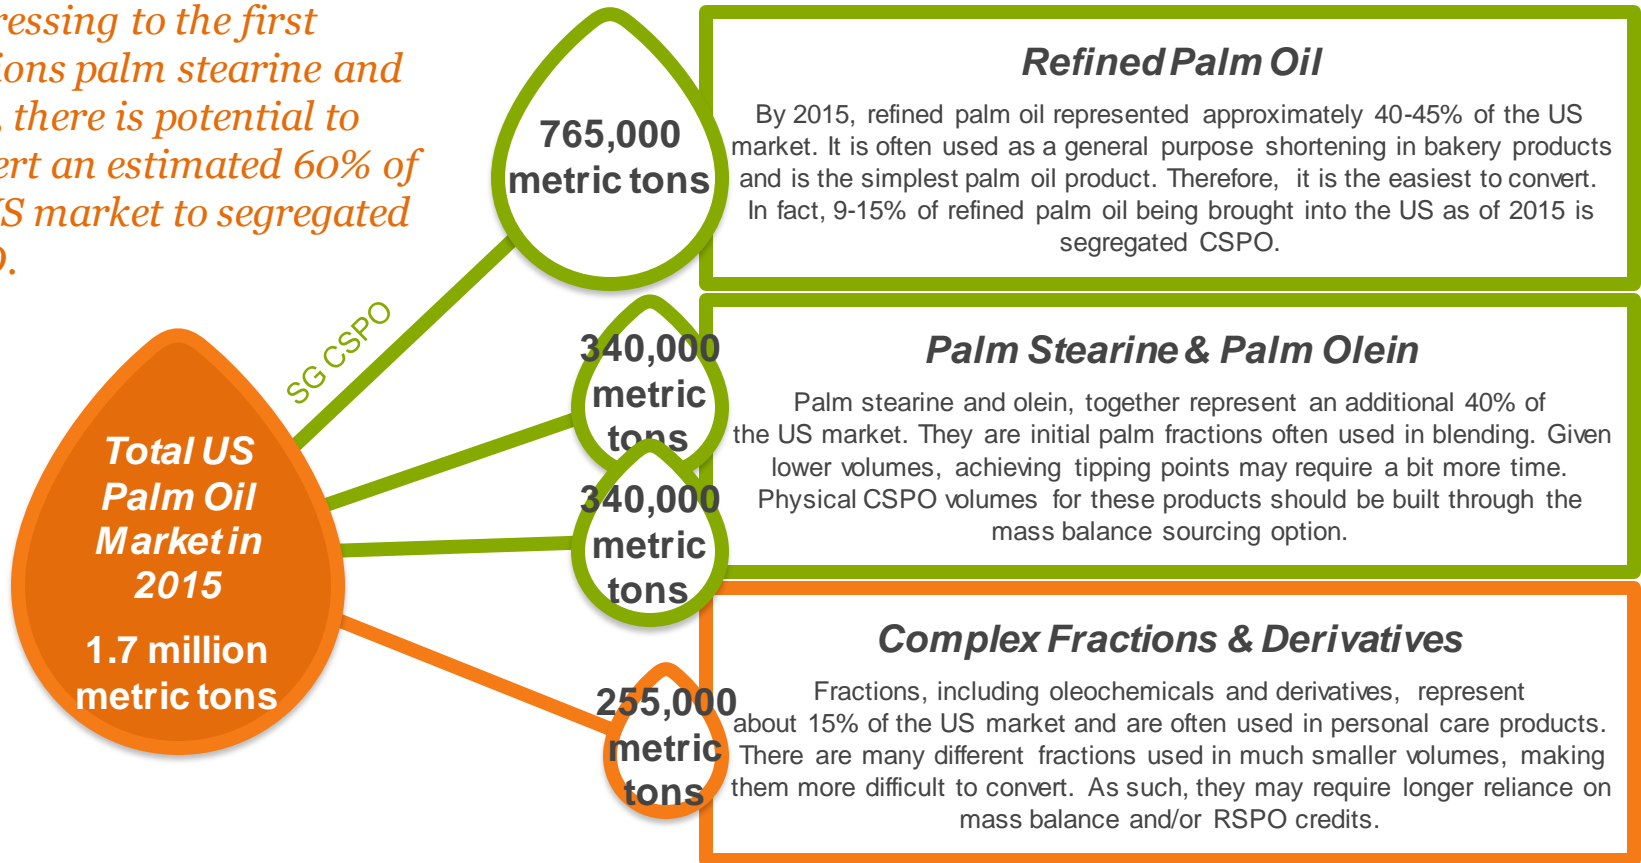 ressing to the first
ions palm stearine and
, there is potential to
ert an estimated 60% of
S market to segregated
.
SG CSPO
Total US
Palm Oil
Market in
2015
1.7 million
metric tons
765,000
metric tons
Refined Palm Oil
By 2015, refined palm oil represented approximately 40-45% of the US
market. It is often used as a general purpose shortening in bakery products
and is the simplest palm oil product. Therefore, it is the easiest to convert.
In fact, 9-15% of refined palm oil being brought into the US as of 2015 is
segregated CSPO.
340,000
metric
tons
340,000
metric
tons
Palm Stearine & Palm Olein
Palm stearine and olein, together represent an additional 40% of
the US market. They are initial palm fractions often used in blending. Given
lower volumes, achieving tipping points may require a bit more time.
Physical CSPO volumes for these products should be built through the
mass balance sourcing option.
255,000
metric
tons
Complex Fractions & Derivatives
Fractions, including oleochemicals and derivatives, represent
about 15% of the US market and are often used in personal care products.
There are many different fractions used in much smaller volumes, making
them more difficult to convert. As such, they may require longer reliance on
mass balance and/or RSPO credits.